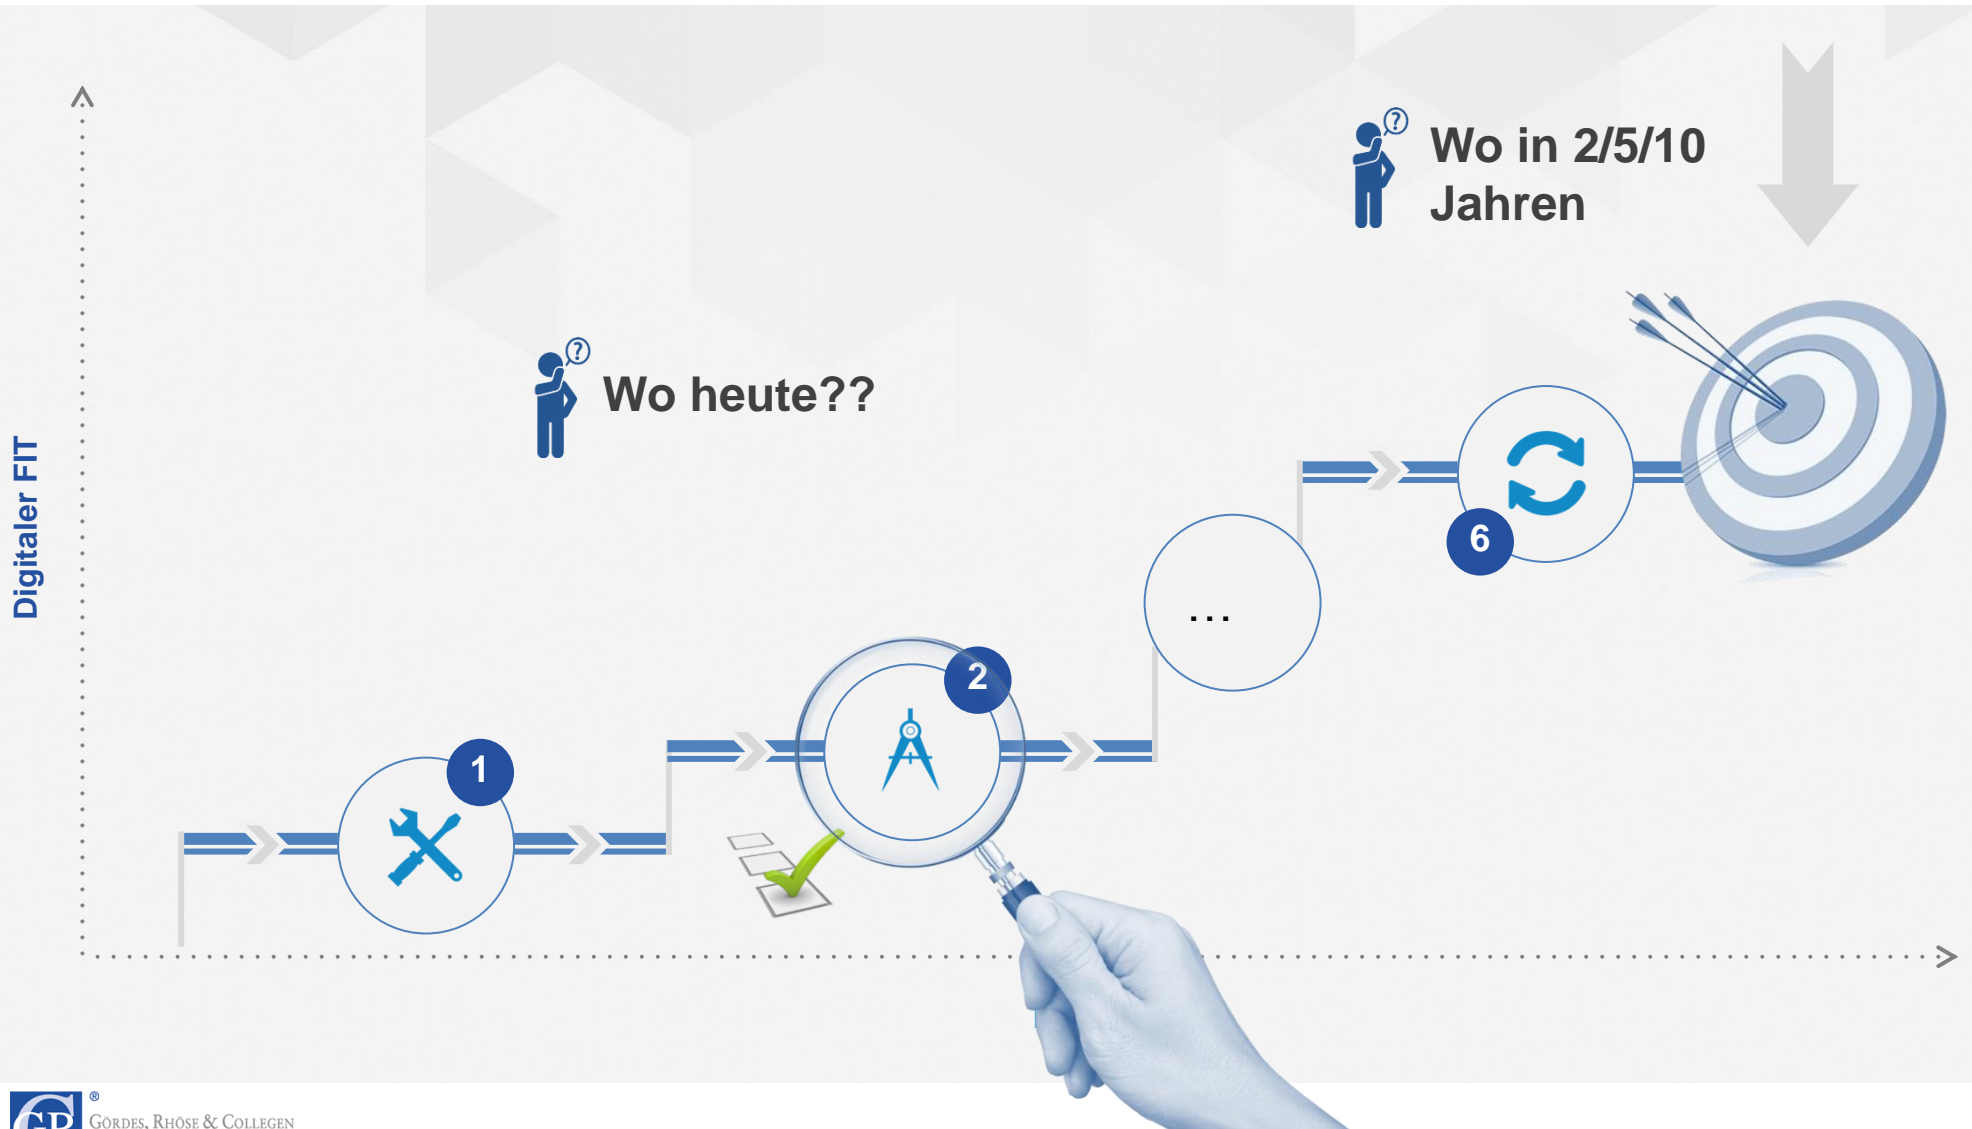 Wo in 2/5/10
Jahren
?
Wo heute??
?
Digitaler FIT
6
...
2
1
®
GÖRDES, RHÖSE & COLLEGEN